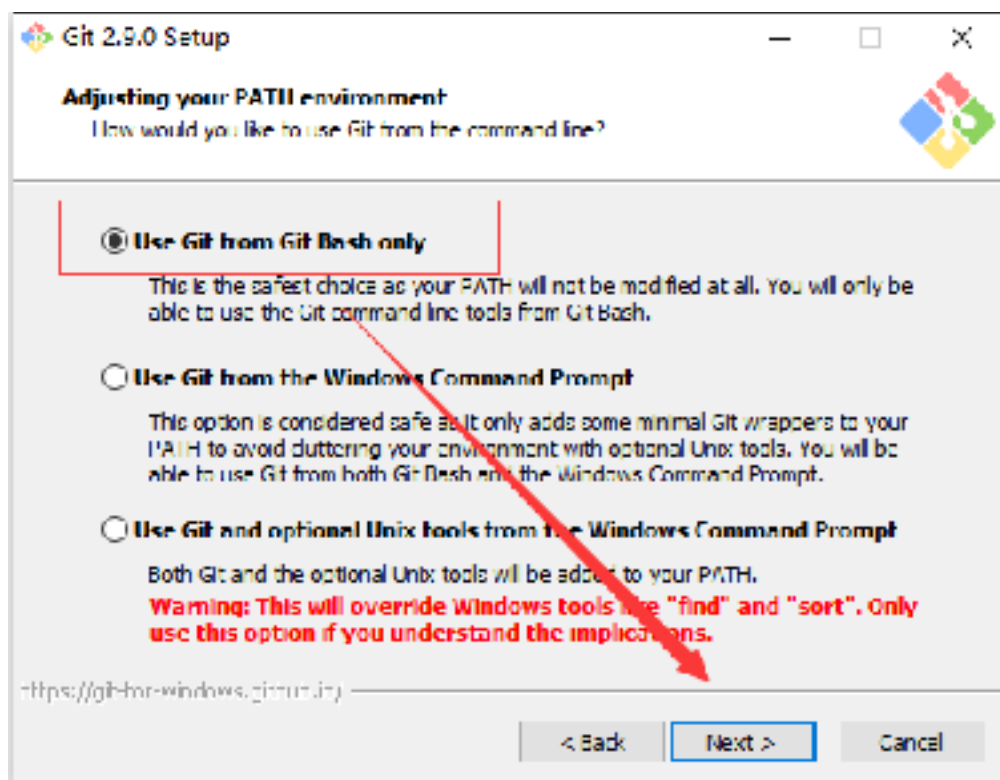 Git 2.9.0 Setup
Adjusting your PATH environment
How would you like to use Git from the command line?
Use Git from Git Bash only
This is the safest choice as your PATH will not be modified at all. You will only be
able to use the Git command line tools from Git Bash.
Use Git from the Windows Command Prompt
This option is considered safe as it only adds some minimal Git wrappers to your
PATH to avoid cluttering your environment with optional Unix tools. You will be
able to use Git from both Git Bash and the Windows Command Prompt.
Use Git and optional Unix tools from the Windows Command Prompt
Both Git and the optional Unix tools will be added to your PATH.
Warning: This will override Windows tools like "find" and "sort". Only
use this option if you understand the implications.
https://git-for-windows.github.io/
< Back
Next >
Cancel